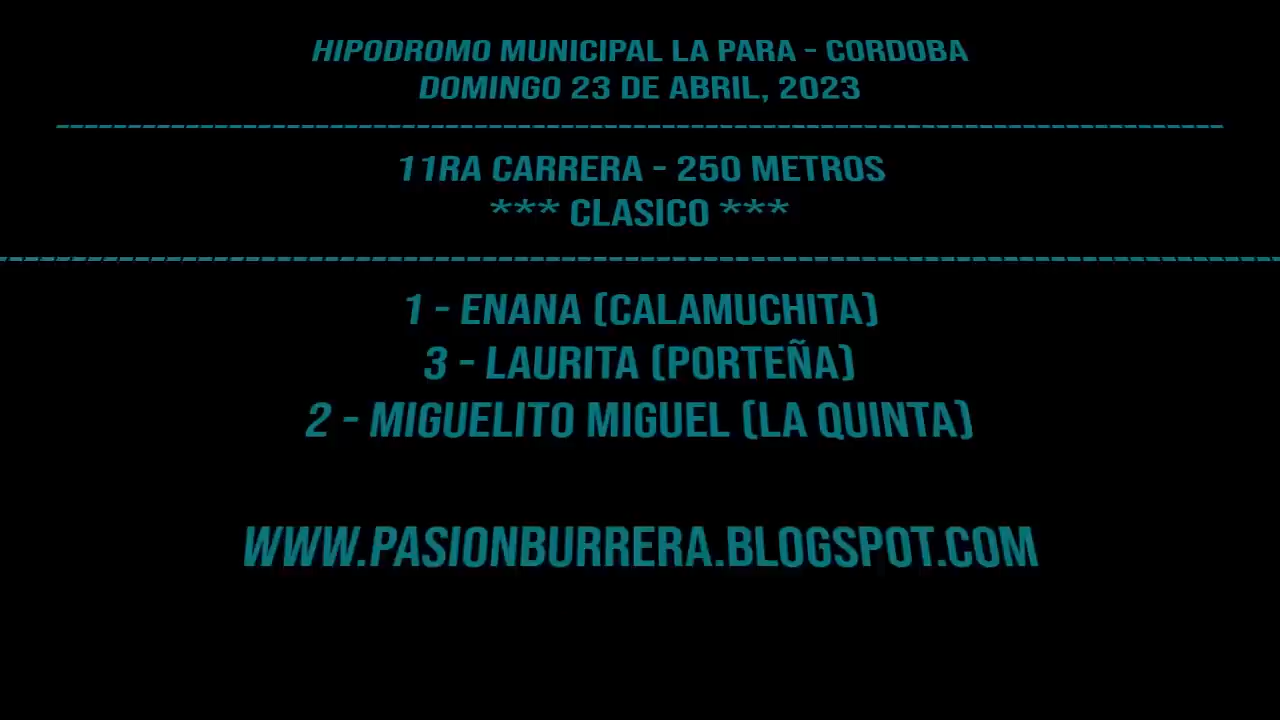 HIPODROMO MUNICIPAL LA PARA - CORDOBA
DOMINGO 23 DE ABRIL, 2023
11RA CARRERA - 250 METROS
*** CLASICO ***
1 - ENANA (CALAMUCHITA)
3 - LAURITA (PORTEÑA)
2 - MIGUELITO MIGUEL (LA QUINTA)
WWW.PASIONBURRERA.BLOGSPOT.COM